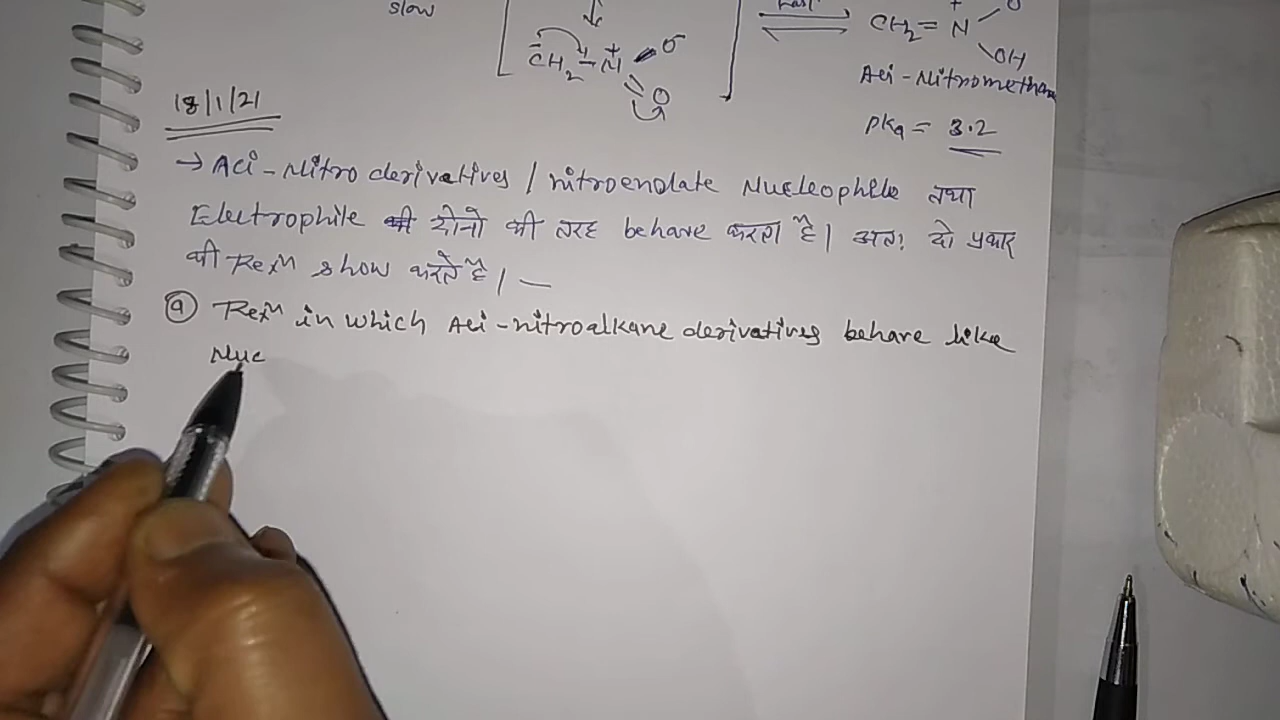 slow
fast
CH2 - N + O-
O
CH2 = N + O
OH
Aci-Nitromethane
18/1/21
pKa = 3.2
→ Aci-Nitro derivatives / nitroenolate Nucleophile तथा
Electrophile की दोनो की तरह behave करता है। अतः दो प्रकार
की Rexn show करते है। —
(a) Rexn in which Aci-nitroalkane derivatives behave like
Nuc